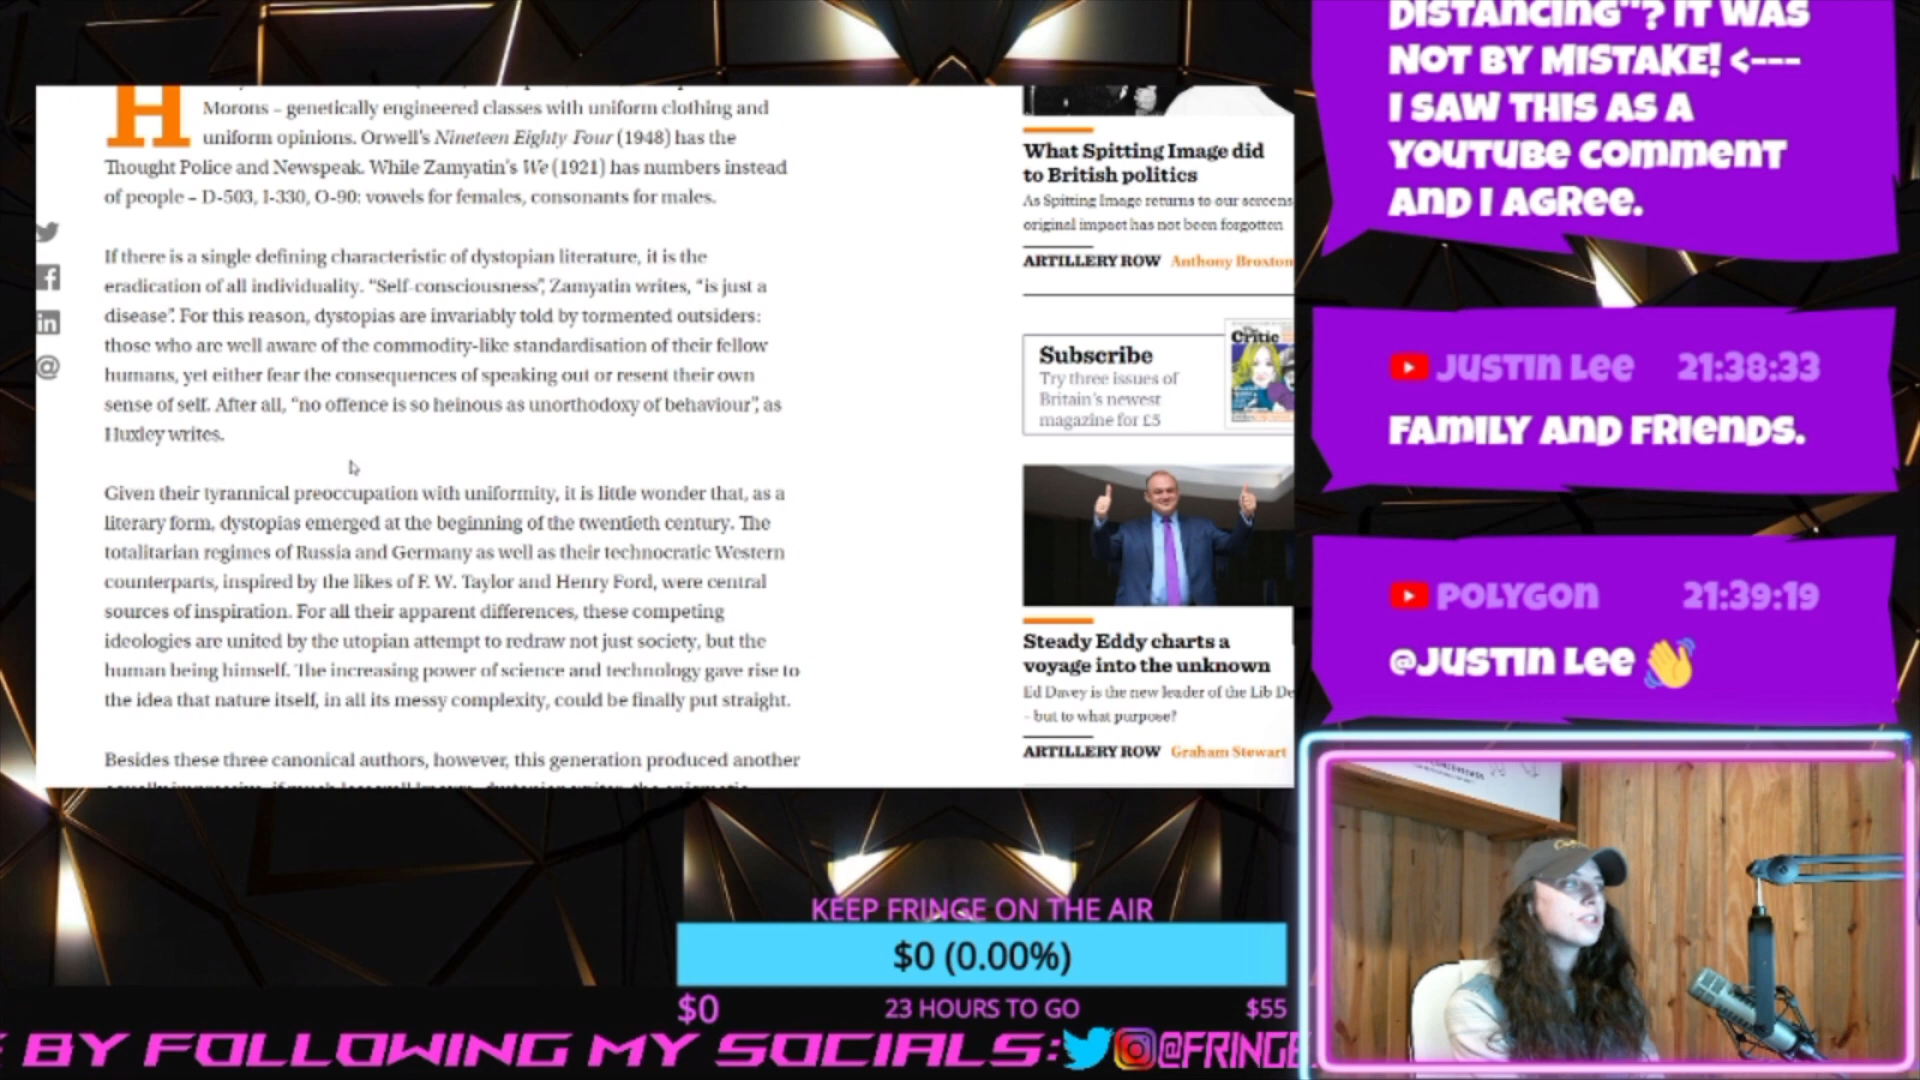 H
Morons – genetically engineered classes with uniform clothing and
uniform opinions. Orwell's Nineteen Eighty Four (1948) has the
Thought Police and Newspeak. While Zamyatin's We (1921) has numbers instead
of people – D-503, I-330, O-90: vowels for females, consonants for males.
If there is a single defining characteristic of dystopian literature, it is the
eradication of all individuality. “Self-consciousness”, Zamyatin writes, “is just a
disease”. For this reason, dystopias are invariably told by tormented outsiders:
those who are well aware of the commodity-like standardisation of their fellow
humans, yet either fear the consequences of speaking out or resent their own
sense of self. After all, “no offence is so heinous as unorthodoxy of behaviour”, as
Huxley writes.
Given their tyrannical preoccupation with uniformity, it is little wonder that, as a
literary form, dystopias emerged at the beginning of the twentieth century. The
totalitarian regimes of Russia and Germany as well as their technocratic Western
counterparts, inspired by the likes of F. W. Taylor and Henry Ford, were central
sources of inspiration. For all their apparent differences, these competing
ideologies are united by the utopian attempt to redraw not just society, but the
human being himself. The increasing power of science and technology gave rise to
the idea that nature itself, in all its messy complexity, could be finally put straight.
Besides these three canonical authors, however, this generation produced another
What Spitting Image did
to British politics
As Spitting Image returns to our screens
original impact has not been forgotten
ARTILLERY ROW Anthony Broxton
Subscribe
Try three issues of
Britain's newest
magazine for £5
The
Critic
Steady Eddy charts a
voyage into the unknown
Ed Davey is the new leader of the Lib De
– but to what purpose?
ARTILLERY ROW Graham Stewart
DISTANCING"? IT WAS
NOT BY MISTAKE! <---
I SAW THIS AS A
YOUTUBE COMMENT
AND I AGREE.
JUSTIN LEE 21:38:33
FAMILY AND FRIENDS.
POLYGON 21:39:19
@JUSTIN LEE 👋
KEEP FRINGE ON THE AIR
$0 (0.00%)
$0 23 HOURS TO GO $55
E BY FOLLOWING MY SOCIALS: @FRINGE